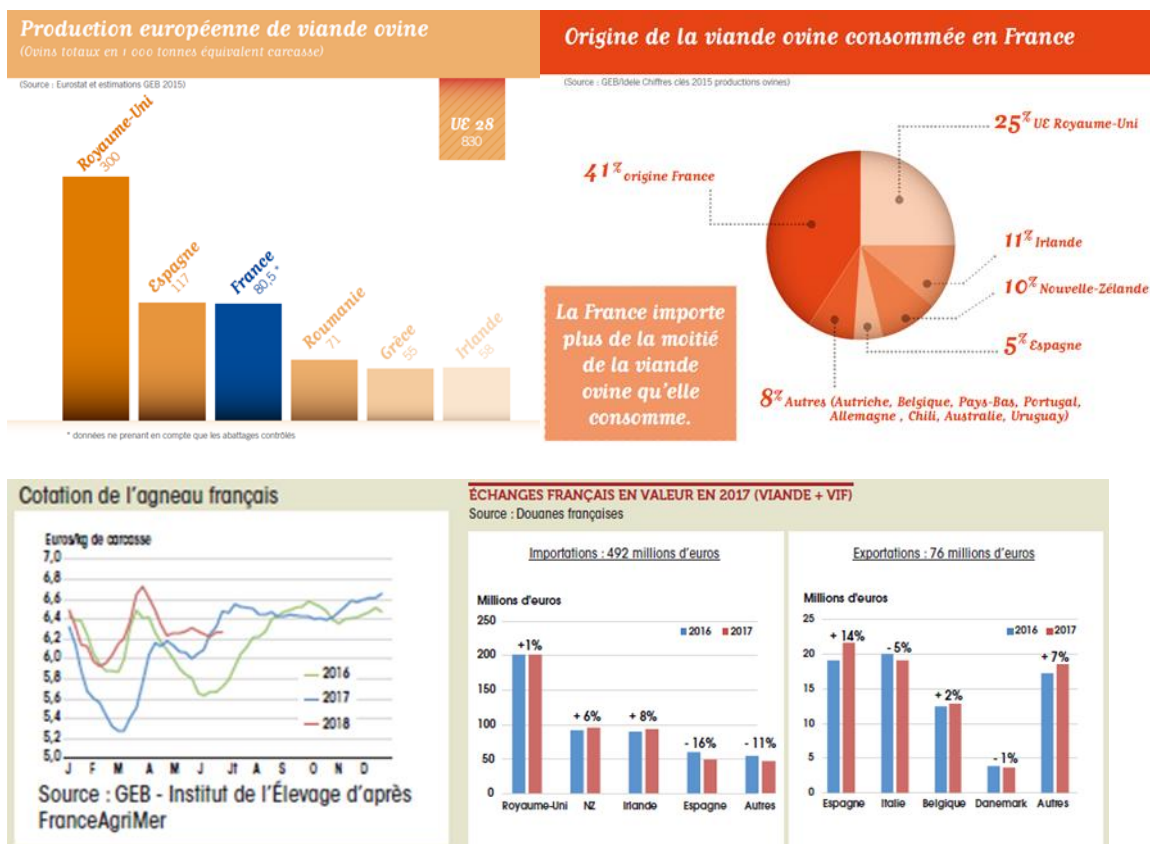 Production européenne de viande ovine
(Ovins totaux en 1 000 tonnes équivalent carcasse)
(Source : Eurostat et estimations GEB 2015)
Royaume-Uni
300
Espagne
117
France
80,5 *
Roumanie
71
Grèce
55
Irlande
58
UE 28
830
* données ne prenant en compte que les abattages contrôlés
Origine de la viande ovine consommée en France
(Source : GEB/Idele Chiffres clés 2015 productions ovines)
25% UE Royaume-Uni
41% origine France
11% Irlande
10% Nouvelle-Zélande
5% Espagne
8% Autres (Autriche, Belgique, Pays-Bas, Portugal,
Allemagne , Chili, Australie, Uruguay)
La France importe
plus de la moitié
de la viande
ovine qu'elle
consomme.
Cotation de l'agneau français
Euros/kg de carcasse
7,0
6,8
6,6
6,4
6,2
6,0
5,8
5,6
5,4
5,2
5,0
2016
2017
2018
J F M A M J Jt A S O N D
Source : GEB - Institut de l'Élevage d'après
FranceAgriMer
ÉCHANGES FRANÇAIS EN VALEUR EN 2017 (VIANDE + VIF)
Source : Douanes françaises
Importations : 492 millions d'euros
Millions d'euros
250
200
150
100
50
0
2016 2017
+1%
+ 6%
+ 8%
- 16%
- 11%
Royaume-Uni NZ Irlande Espagne Autres
Exportations : 76 millions d'euros
Millions d'euros
25
20
15
10
5
0
2016 2017
+ 14%
- 5%
+ 2%
- 1%
+ 7%
Espagne Italie Belgique Danemark Autres